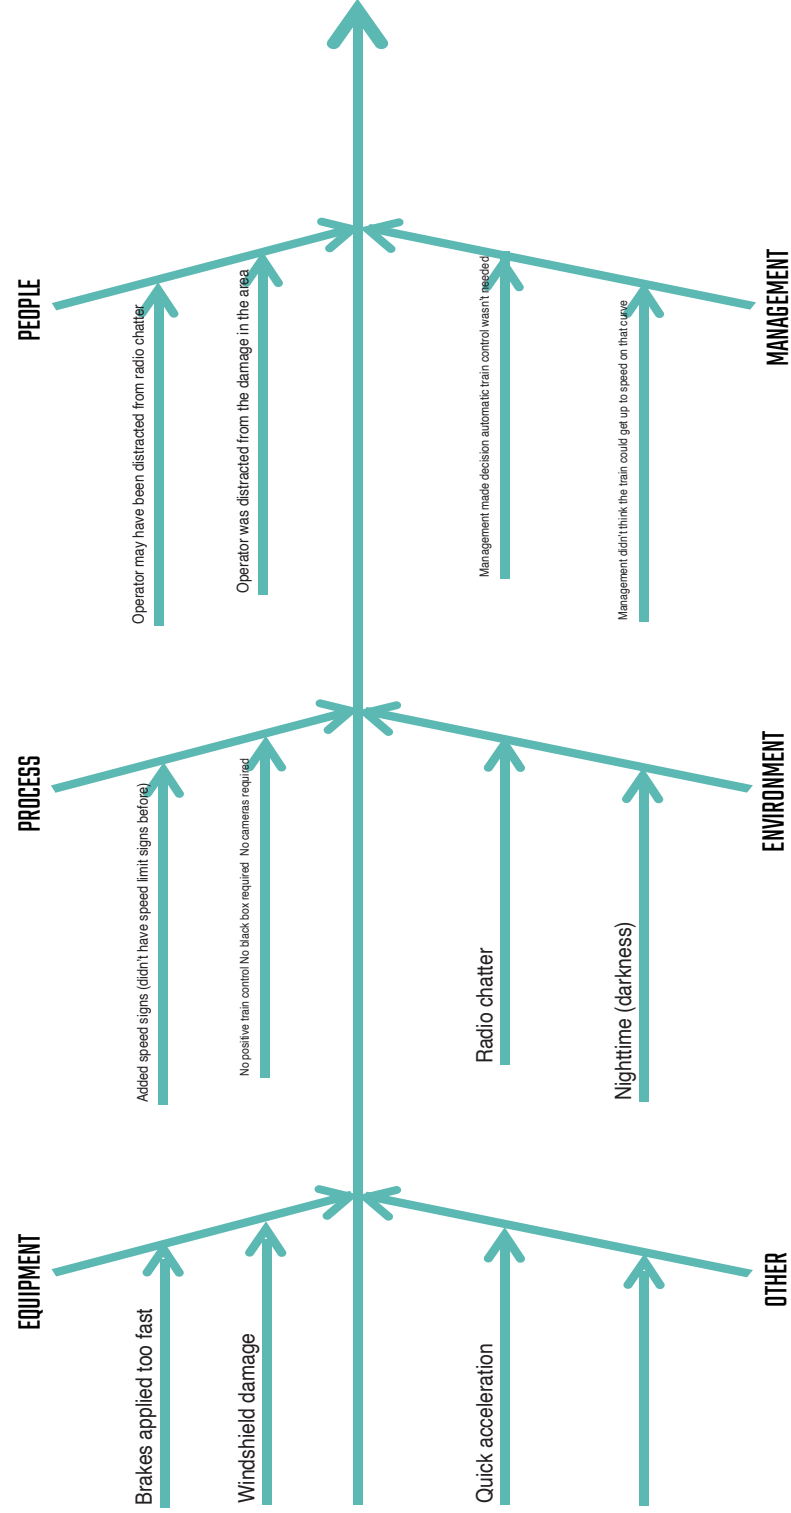 EQUIPMENT
Brakes applied too fast
Windshield damage
PROCESS
Added speed signs (didn't have speed limit signs before)
No positive train control No black box required No cameras required
PEOPLE
Operator may have been distracted from radio chatter
Operator was distracted from the damage in the area
Quick acceleration
OTHER
Radio chatter
Nighttime (darkness)
ENVIRONMENT
Management made decision automatic train control wasn't needed
Management didn't think the train could get up to speed on that curve
MANAGEMENT